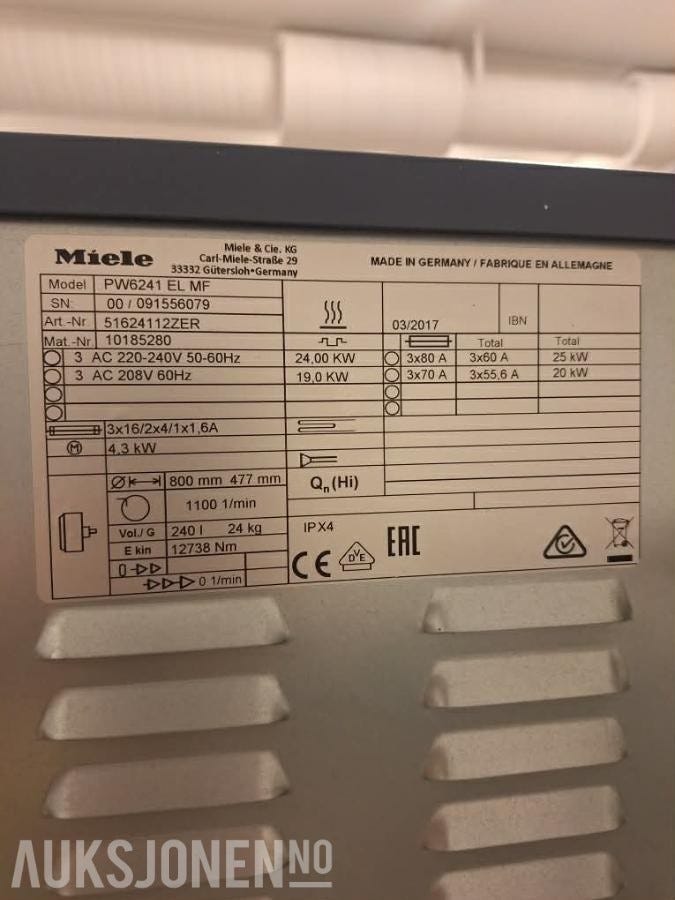 Miele
Miele & Cie. KG
Carl-Miele-Straße 29
33332 Gütersloh•Germany
MADE IN GERMANY / FABRIQUE EN ALLEMAGNE
Model PW6241 EL MF
SN: 00 / 091556079
Art.-Nr 51624112ZER 03/2017 IBN
Mat.-Nr. 10185280 Total Total
3 AC 220-240V 50-60Hz 24,00 KW 3x80 A 3x60 A 25 kW
3 AC 208V 60Hz 19,0 KW 3x70 A 3x55,6 A 20 kW
3x16/2x4/1x1,6A
M 4,3 kW
Ø 800 mm 477 mm Qn (Hi)
1100 1/min
Vol./ G 240 l 24 kg IPX4
E kin 12738 Nm
0 1/min
CE DVE EAC
AUKSJONEN.NO